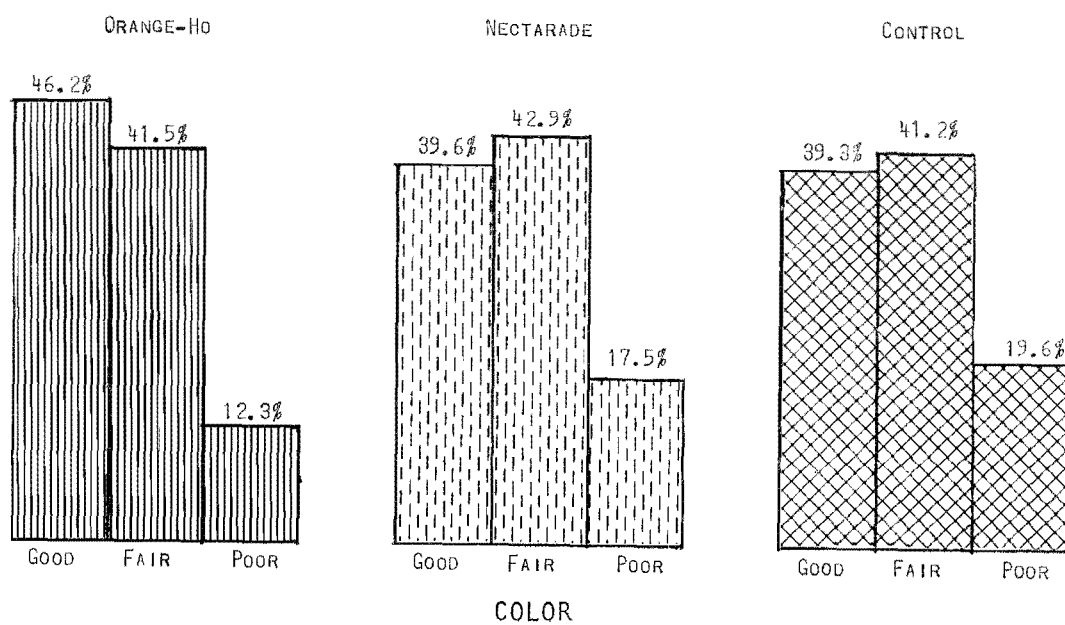 ORANGE-HO NECTARADE CONTROL
46.2% 41.5% 12.3%
39.6% 42.9% 17.5%
39.3% 41.2% 19.6%
GOOD FAIR POOR GOOD FAIR POOR GOOD FAIR POOR
COLOR